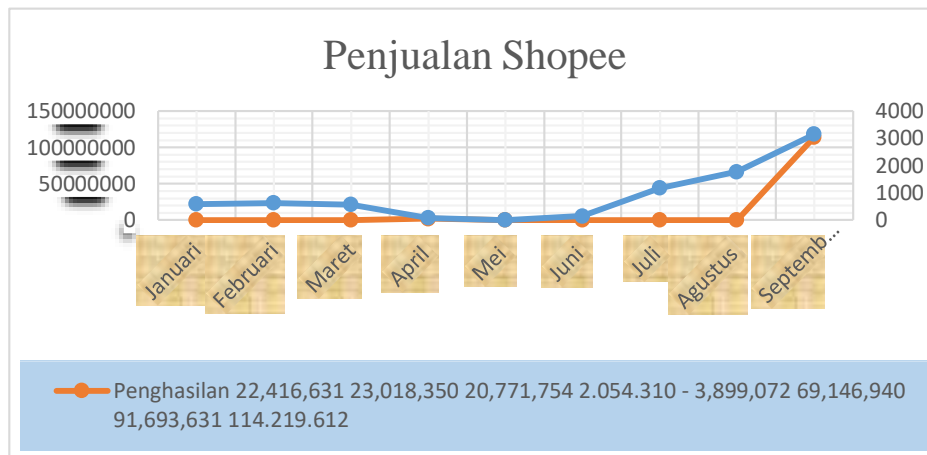 Penjualan Shopee
150000000
100000000
50000000
0
4000
3000
2000
1000
0
Januari
Februari
Maret
April
Mei
Juni
Juli
Agustus
Septemb...
Penghasilan 22,416,631 23,018,350 20,771,754 2.054.310 - 3,899,072 69,146,940
91,693,631 114.219.612